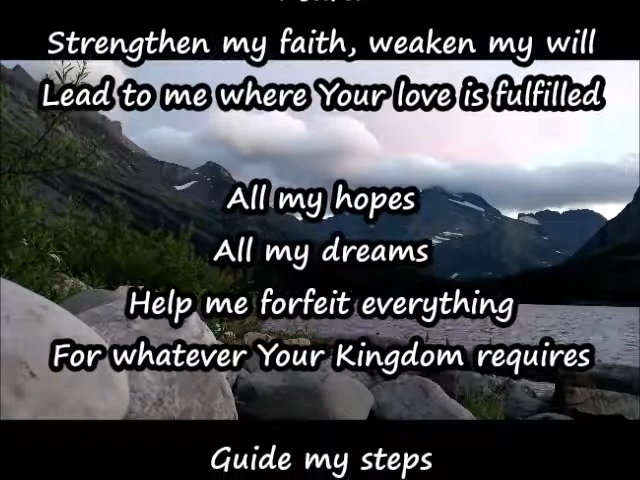 Strengthen my faith, weaken my will
Lead to me where Your love is fulfilled
All my hopes
All my dreams
Help me forfeit everything
For whatever Your Kingdom requires
Guide my steps